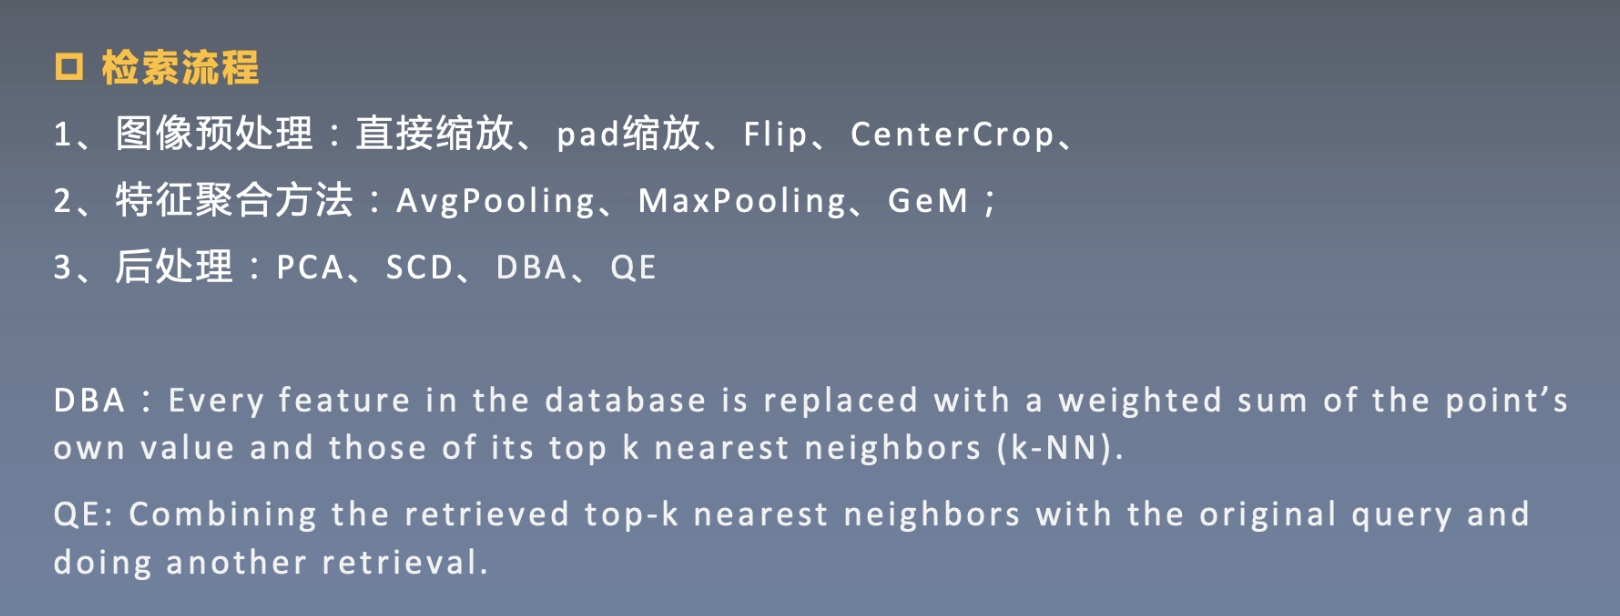 检索流程
1、图像预处理：直接缩放、pad缩放、Flip、CenterCrop、
2、特征聚合方法：AvgPooling、MaxPooling、GeM；
3、后处理：PCA、SCD、DBA、QE
DBA：Every feature in the database is replaced with a weighted sum of the point’s
own value and those of its top k nearest neighbors (k-NN).
QE: Combining the retrieved top-k nearest neighbors with the original query and
doing another retrieval.